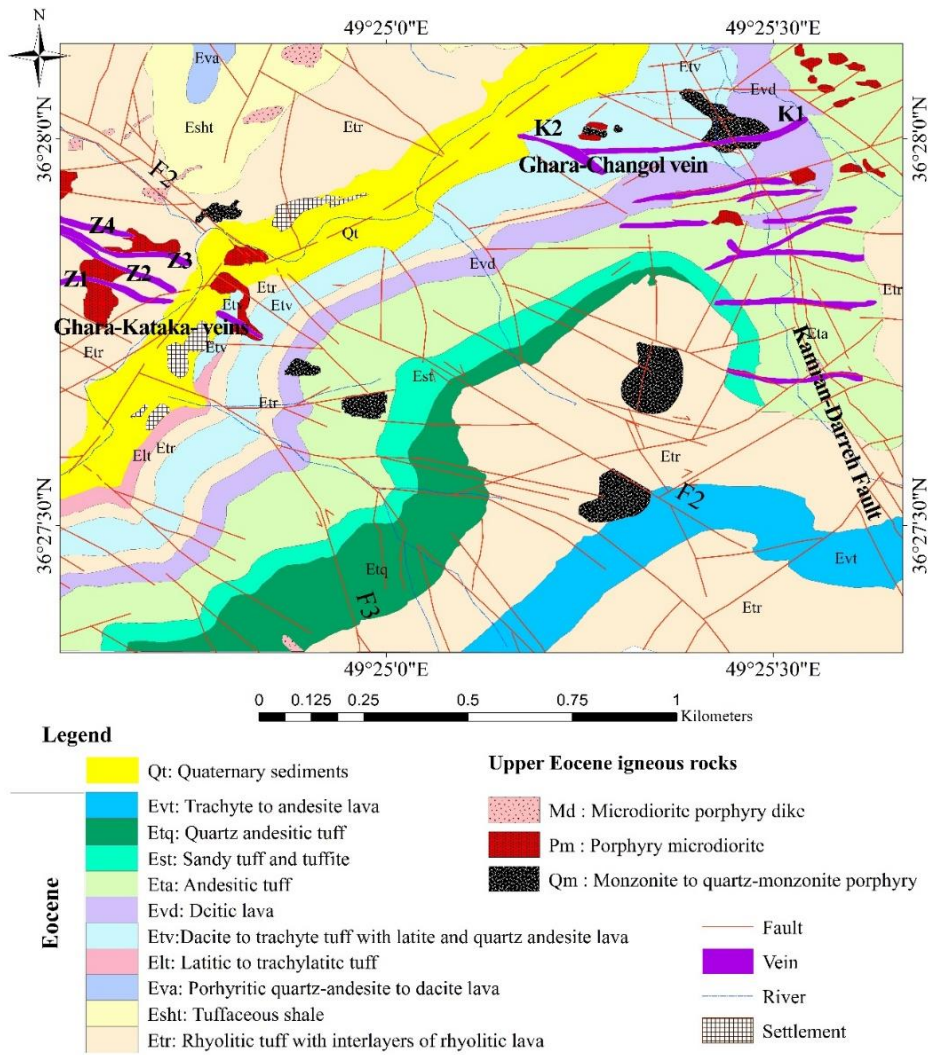 N
49°25'0"E 49°25'30"E
Eva
Etv
Evd
K1
Esht
Etr
K2
36°28'0"N
36°28'0"N
Ghara-Changol vein
F2
Z4
Qt
Z3
Evd
Z1
Z2
Etr
Etr
Etv
Etv
Ghara-Kataka- veins
Etv
Etr
Eta
Est
Kamran-Darreh Fault
Etr
Etr
Elt
Etr
F2
36°27'30"N
36°27'30"N
Evt
Etq
F3
Etr
49°25'0"E 49°25'30"E
0 0.125 0.25 0.5 0.75 1
Kilometers
Legend
Qt: Quaternary sediments
Eocene
Evt: Trachyte to andesite lava
Etq: Quartz andesitic tuff
Est: Sandy tuff and tuffite
Eta: Andesitic tuff
Evd: Dcitic lava
Etv:Dacite to trachyte tuff with latite and quartz andesite lava
Elt: Latitic to trachylatitc tuff
Eva: Porhyritic quartz-andesite to dacite lava
Esht: Tuffaceous shale
Etr: Rhyolitic tuff with interlayers of rhyolitic lava
Upper Eocene igneous rocks
Md : Microdioritc porphyry dikc
Pm : Porphyry microdioritc
Qm : Monzonite to quartz-monzonite porphyry
Fault
Vein
River
Settlement